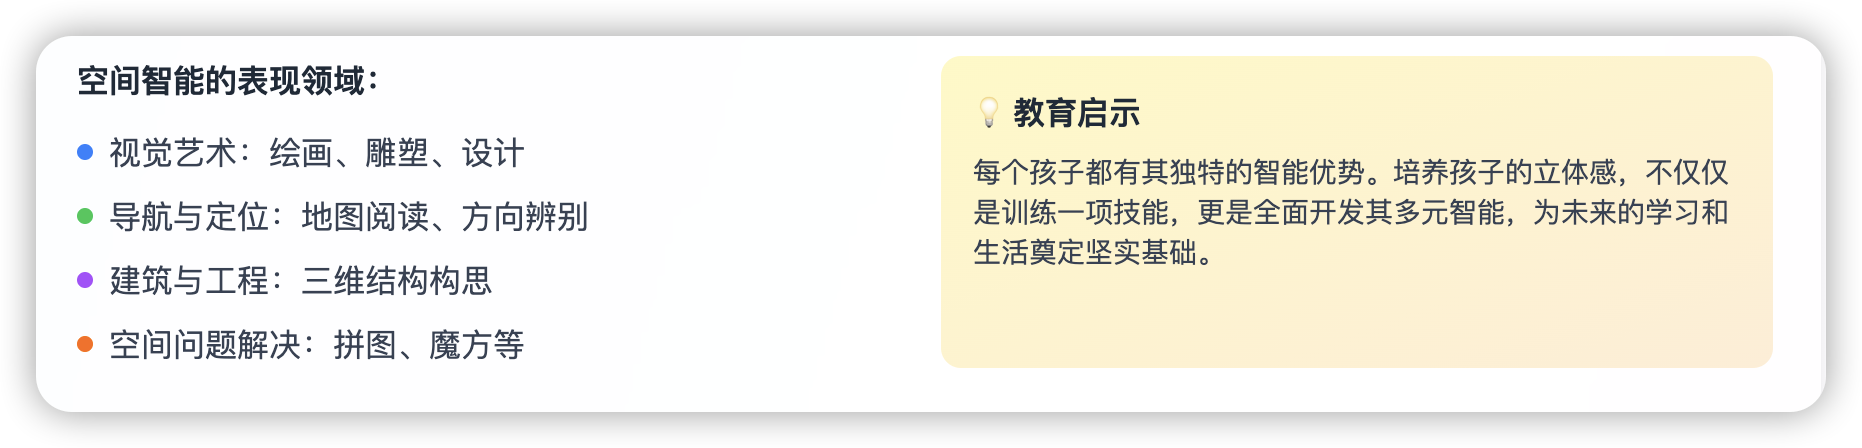 空间智能的表现领域：
视觉艺术：绘画、雕塑、设计
导航与定位：地图阅读、方向辨别
建筑与工程：三维结构构思
空间问题解决：拼图、魔方等
教育启示
每个孩子都有其独特的智能优势。培养孩子的立体感，不仅仅
是训练一项技能，更是全面开发其多元智能，为未来的学习和
生活奠定坚实基础。